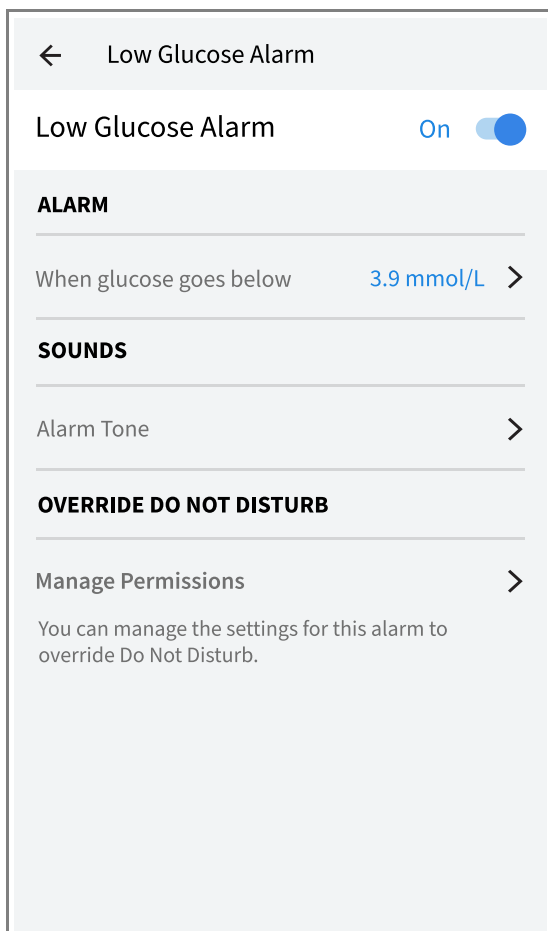 Low Glucose Alarm
Low Glucose Alarm On
ALARM
When glucose goes below 3.9 mmol/L
SOUNDS
Alarm Tone
OVERRIDE DO NOT DISTURB
Manage Permissions
You can manage the settings for this alarm to
override Do Not Disturb.